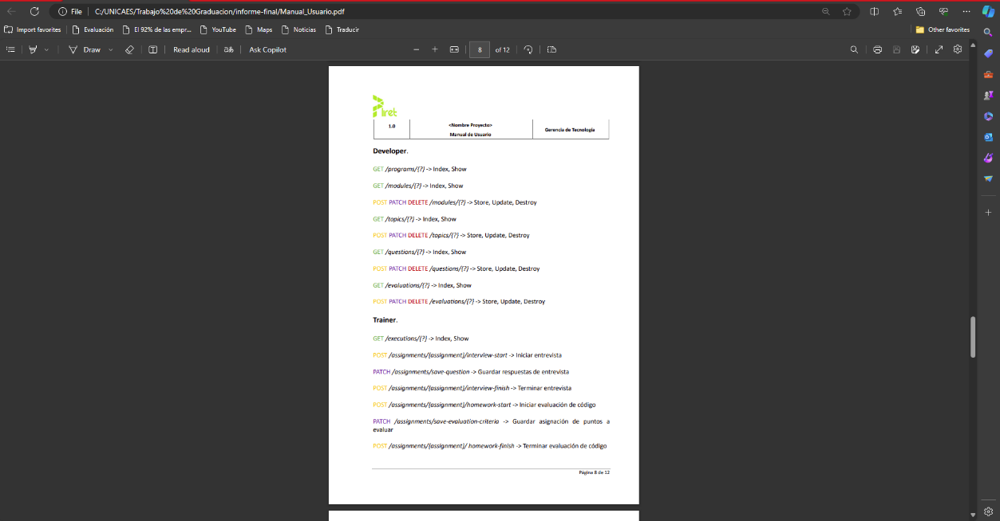 File C:/UNICAES/Trabajo%20de%20Graduacion/informe-final/Manual_Usuario.pdf
Import favorites Evaluación El 92% de las empr... YouTube Maps Noticias Traducir Other favorites
Draw Read aloud aあ Ask Copilot 8 of 12
Piret
1.0 <Nombre Proyecto> Gerencia de Tecnología
Manual de Usuario
Developer.
GET /programs/{?} -> Index, Show
GET /modules/{?} -> Index, Show
POST PATCH DELETE /modules/{?} -> Store, Update, Destroy
GET /topics/{?} -> Index, Show
POST PATCH DELETE /topics/{?} -> Store, Update, Destroy
GET /questions/{?} -> Index, Show
POST PATCH DELETE /questions/{?} -> Store, Update, Destroy
GET /evaluations/{?} -> Index, Show
POST PATCH DELETE /evaluations/{?} -> Store, Update, Destroy
Trainer.
GET /executions/{?} -> Index, Show
POST /assignments/{assignment}/interview-start -> Iniciar entrevista
PATCH /assignments/save-question -> Guardar respuestas de entrevista
POST /assignments/{assignment}/interview-finish -> Terminar entrevista
POST /assignments/{assignment}/homework-start -> Iniciar evaluación de código
PATCH /assignments/save-evaluation-criteria -> Guardar asignación de puntos a
evaluar
POST /assignments/{assignment}/ homework-finish -> Terminar evaluación de código
Página 8 de 12